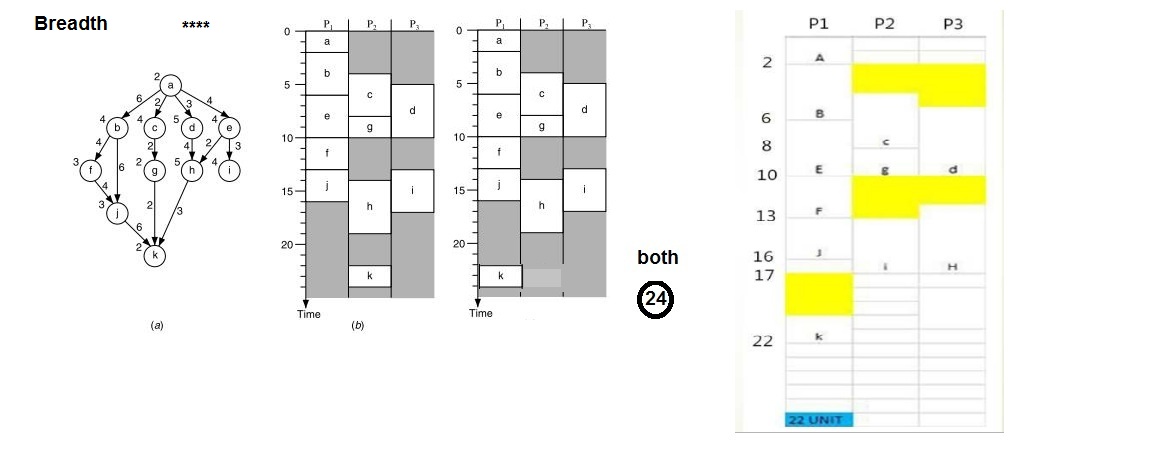 Breadth ****
2 a
6 2 3 4
4 b 4 c 5 d 4 e
4 6 2 4 2 3
3 f 2 g 5 h 4 i
4 2 3
3 j
6
2 k
(a)
P1 P2 P3
0
a
b
5
c
d
e
g
10
f
j
15
i
h
20
k
Time
(b)
P1 P2 P3
0
a
b
5
c
d
e
g
10
f
j
15
i
h
20
k
Time
both
24
P1 P2 P3
2 A
6 B
8 c
10 E g d
13 F
16 J
17 i H
22 k
22 UNIT